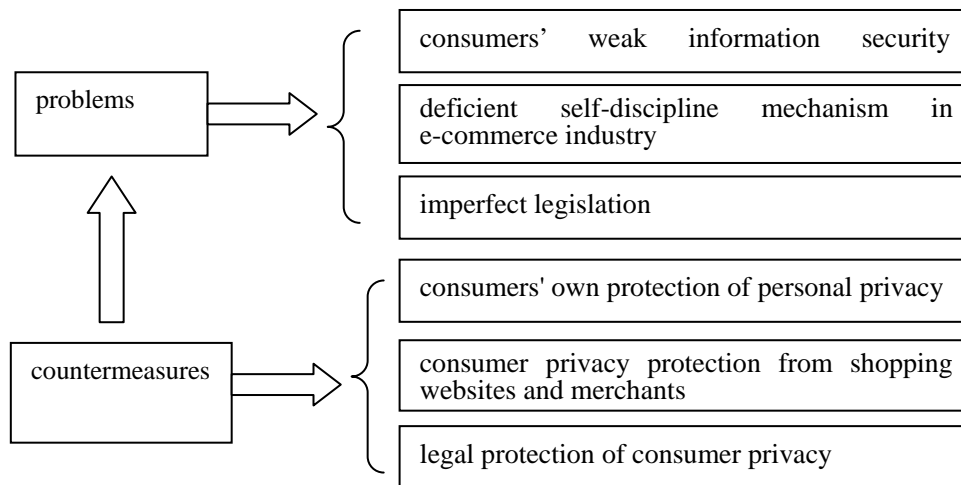 problems
consumers’ weak information security
deficient self-discipline mechanism in
e-commerce industry
imperfect legislation
countermeasures
consumers' own protection of personal privacy
consumer privacy protection from shopping
websites and merchants
legal protection of consumer privacy